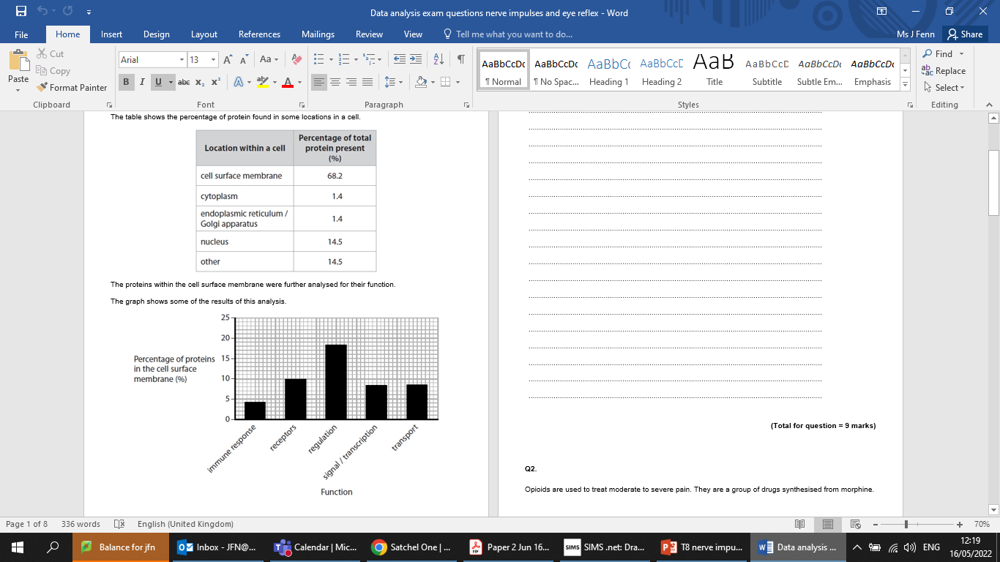 Data analysis exam questions nerve impulses and eye reflex - Word
File Home Insert Design Layout References Mailings Review View Tell me what you want to do... Ms J Fenn Share
Paste
Cut
Copy
Format Painter
Clipboard
Arial 13 A A Aa
B I U abc x₂ x² A ab A
Font
Paragraph
AaBbCcDc ¶ Normal
AaBbCcDc ¶ No Spac...
AaBbCc Heading 1
AaBbCcD Heading 2
AaB Title
AaBbCcD Subtitle
AaBbCcDc Subtle Em...
AaBbCcDc Emphasis
Styles
Find
Replace
Select
Editing
The table shows the percentage of protein found in some locations in a cell.
Location within a cell
Percentage of total
protein present
(%)
cell surface membrane 68.2
cytoplasm 1.4
endoplasmic reticulum /
Golgi apparatus 1.4
nucleus 14.5
other 14.5
The proteins within the cell surface membrane were further analysed for their function.
The graph shows some of the results of this analysis.
Percentage of proteins
in the cell surface
membrane (%)
25
20
15
10
5
0
immune response
receptors
regulation
signal / transcription
transport
Function
(Total for question = 9 marks)
Q2.
Opioids are used to treat moderate to severe pain. They are a group of drugs synthesised from morphine.
Page 1 of 8 336 words English (United Kingdom) 70%
Balance for jfn
Inbox - JFN@...
Calendar | Mic...
Satchel One | ...
Paper 2 Jun 16...
SIMS SIMS .net: Dra...
T8 nerve impu...
Data analysis ...
ENG
12:19
16/05/2022